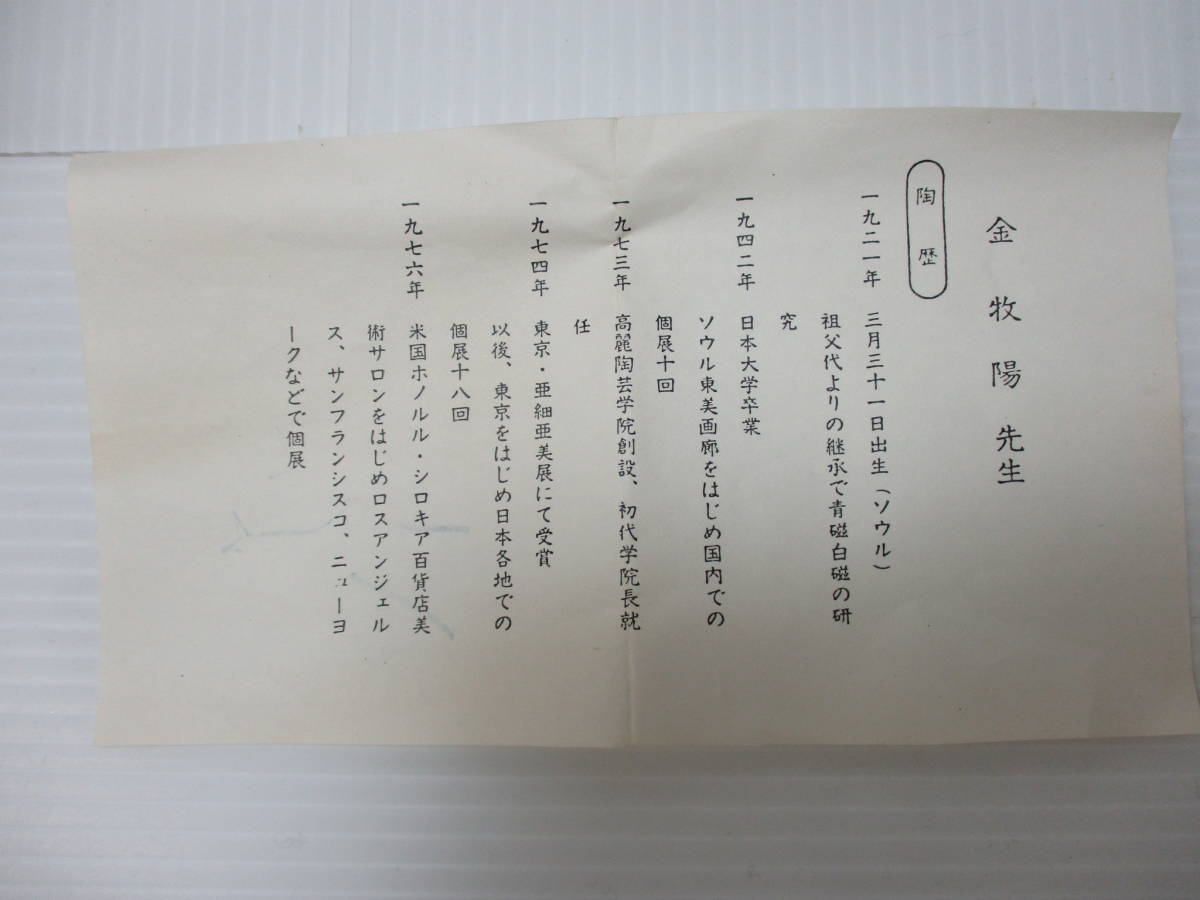 金牧陽先生
陶歴
一九二一年 三月三十一日出生(ソウル)
祖父代よりの継承で青磁白磁の研
究
一九四二年 日本大学卒業
ソウル東美画廊をはじめ国内での
個展十回
一九七三年 高麗陶芸学院創設、初代学院長就
任
一九七四年 東京・亜細亜美展にて受賞
以後、東京をはじめ日本各地での
個展十八回
一九七六年 米国ホノルル・シロキア百貨店美
術サロンをはじめロスアンジェル
ス、サンフランシスコ、ニューヨ
ークなどで個展